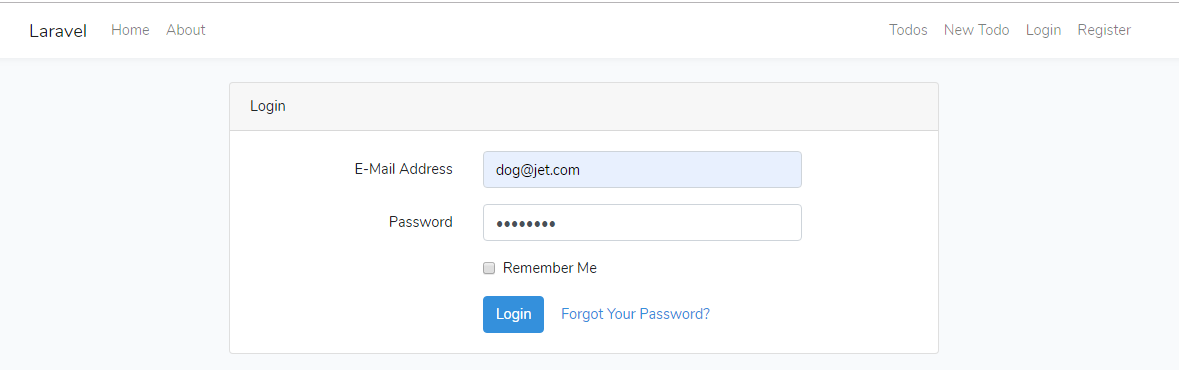 Laravel Home About Todos New Todo Login Register
Login
E-Mail Address dog@jet.com
Password ••••••••
Remember Me
Login Forgot Your Password?